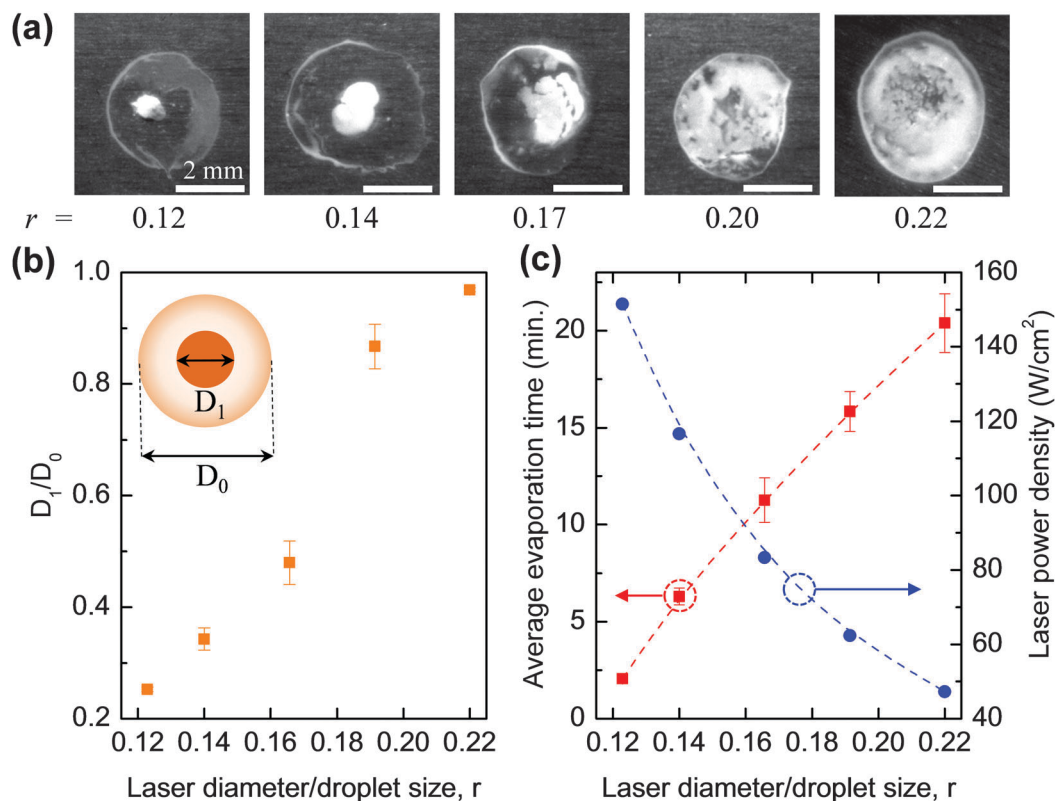 (a)
2 mm
r = 0.12 0.14 0.17 0.20 0.22
(b)
(c)
1.0
0.8
0.6
0.4
0.2
D₁/D₀
D₁
D₀
0.12 0.14 0.16 0.18 0.20 0.22
Laser diameter/droplet size, r
20
15
10
5
0
Average evaporation time (min.)
160
140
120
100
80
60
40
Laser power density (W/cm²)
0.12 0.14 0.16 0.18 0.20 0.22
Laser diameter/droplet size, r